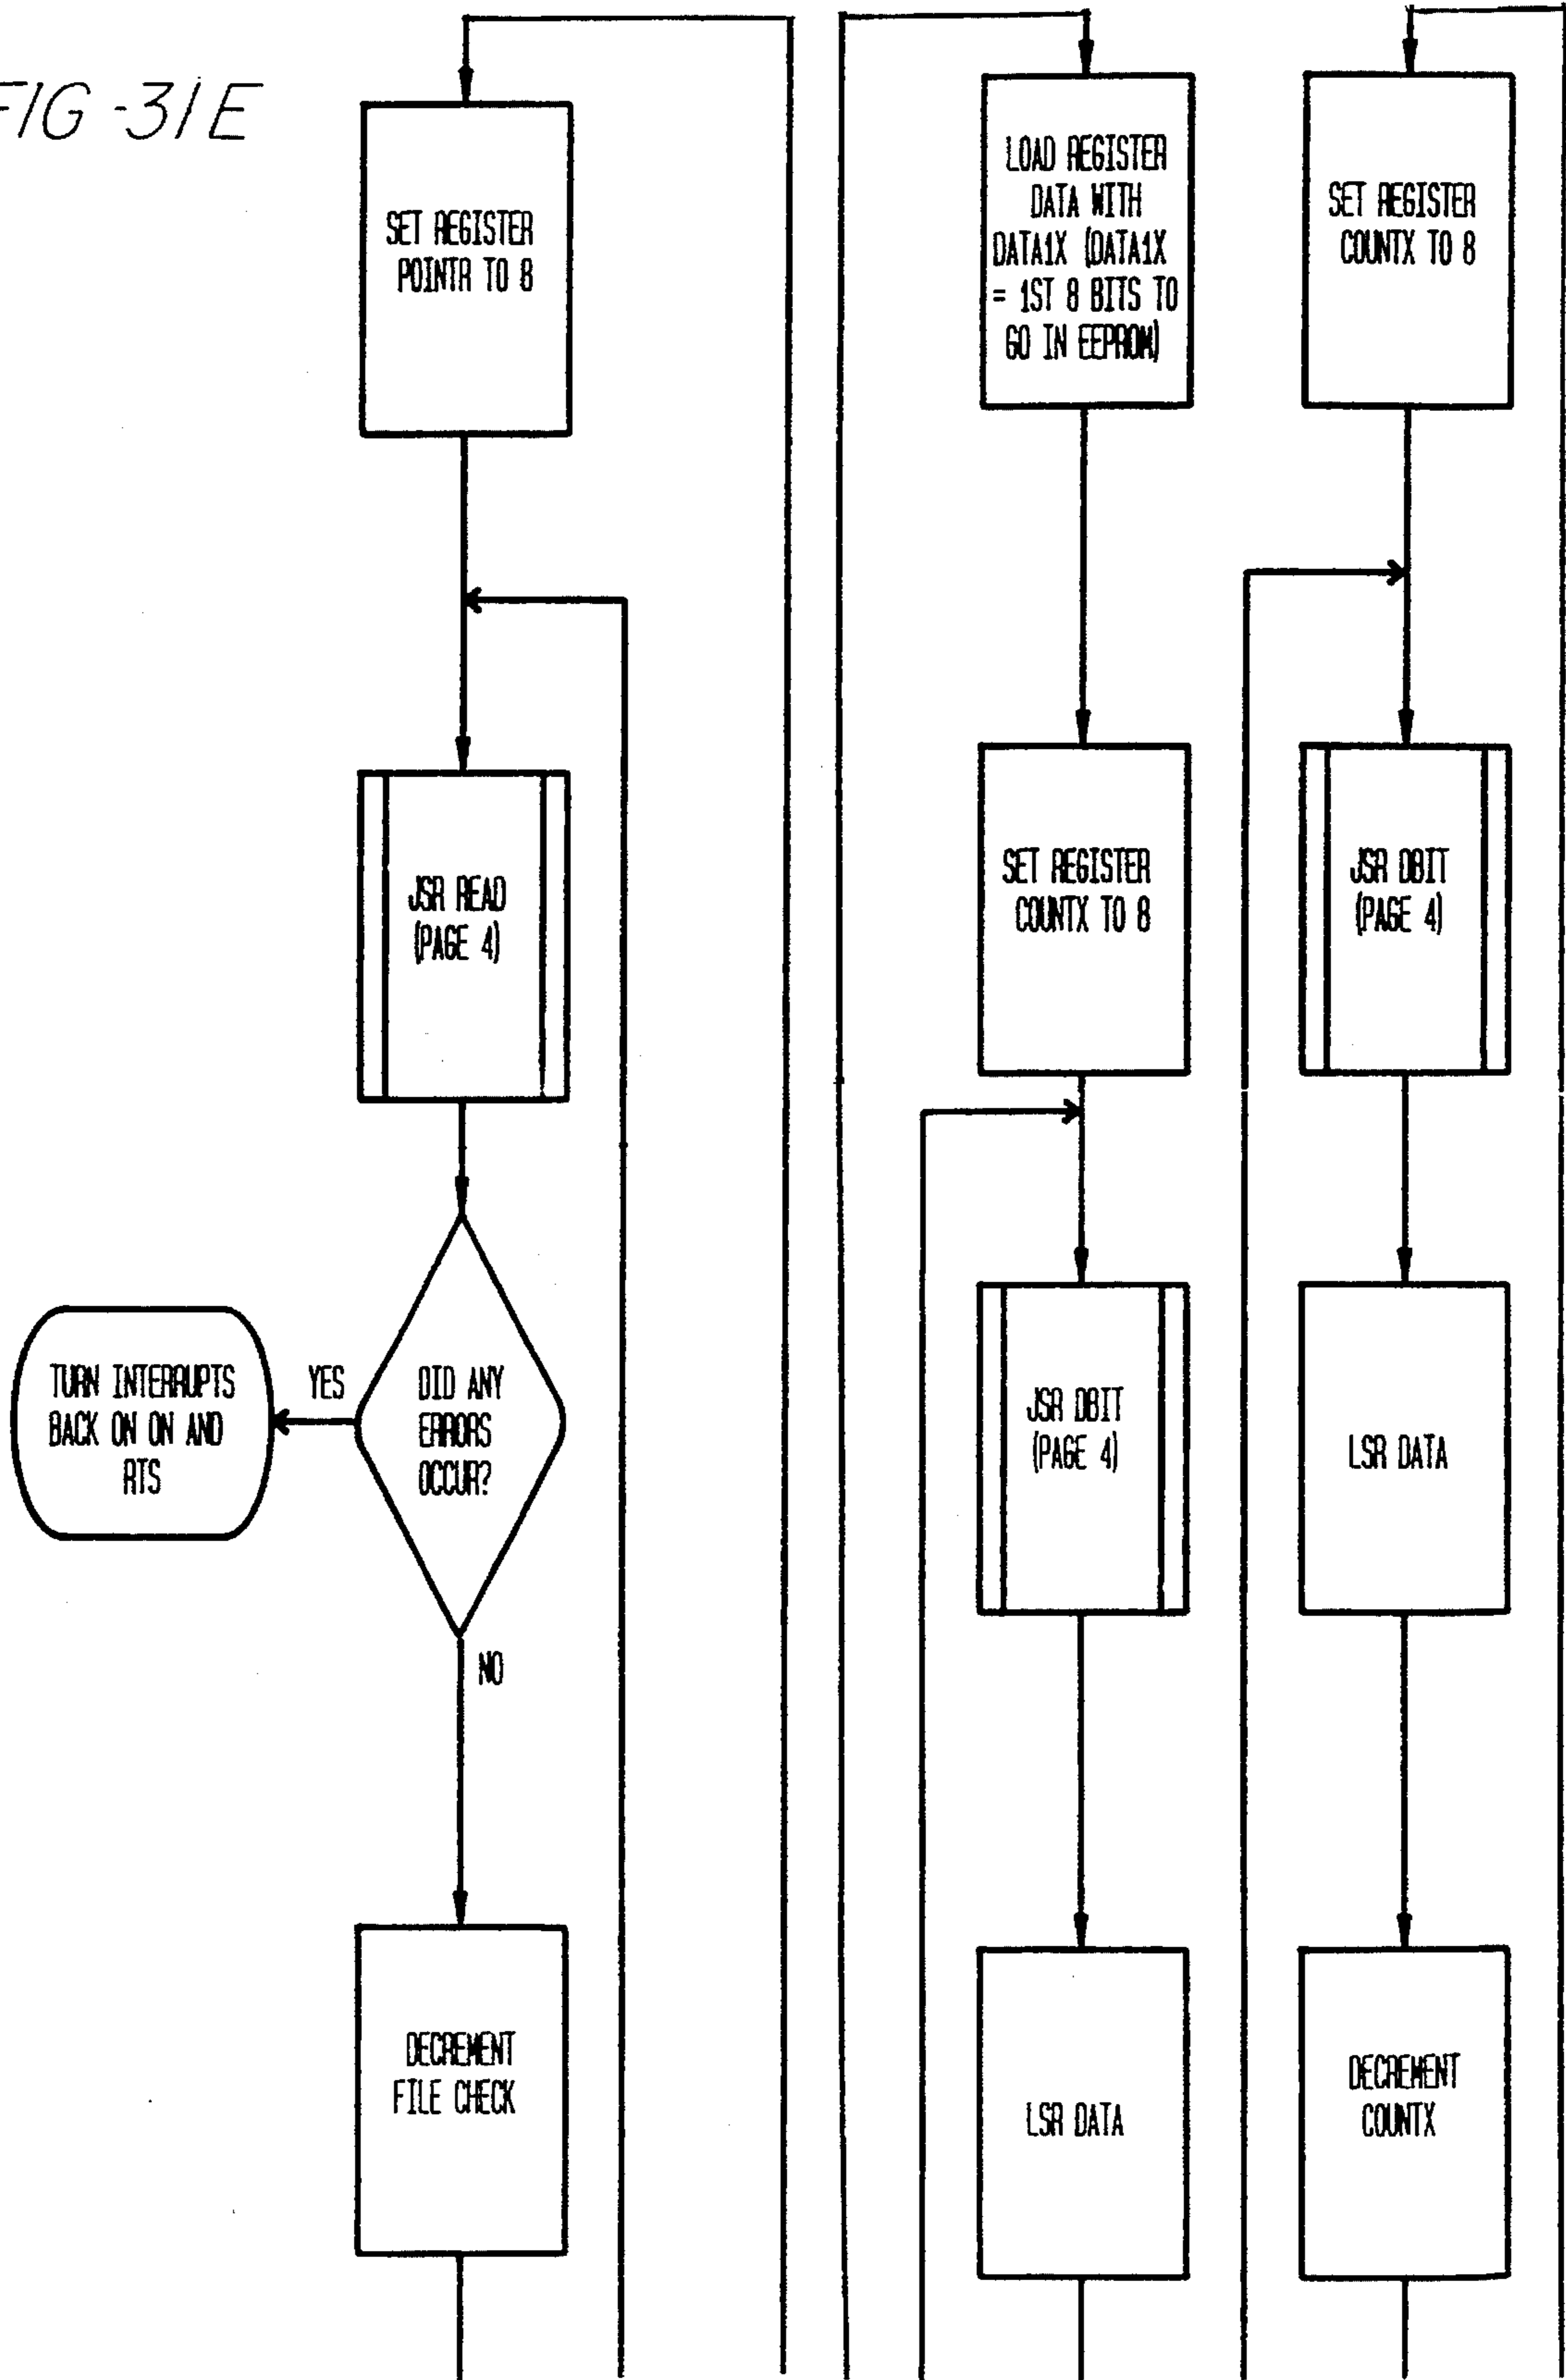 FIG-31E
SET REGISTER
POINTR TO 8
JSR READ
(PAGE 4)
DID ANY
ERRORS
OCCUR?
YES
TURN INTERRUPTS
BACK ON ON AND
RTS
NO
DECREMENT
FILE CHECK
LOAD REGISTER
DATA WITH
DATA1X (DATA1X
= 1ST 8 BITS TO
GO IN EEPROM)
SET REGISTER
COUNTX TO 8
JSR DBIT
(PAGE 4)
LSR DATA
SET REGISTER
COUNTX TO 8
JSR DBIT
(PAGE 4)
LSR DATA
DECREMENT
COUNTX